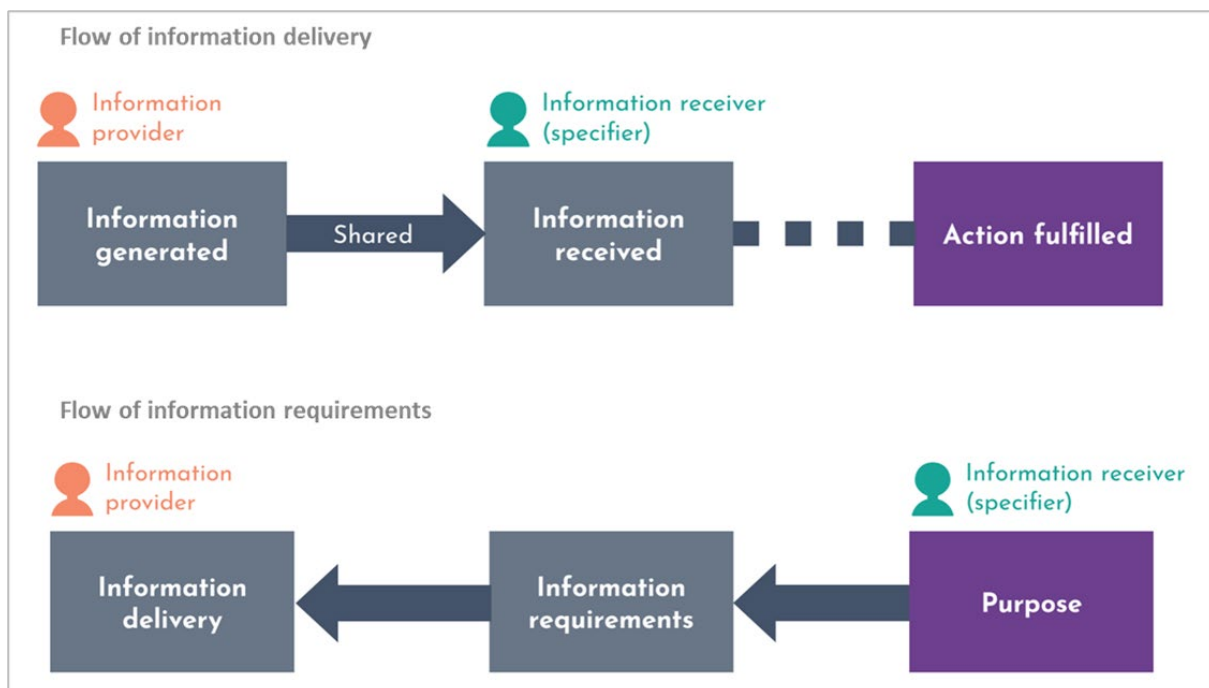 Flow of information delivery
Information
provider
Information receiver
(specifier)
Information
generated
Shared
Information
received
Action fulfilled
Flow of information requirements
Information
provider
Information receiver
(specifier)
Information
delivery
Information
requirements
Purpose